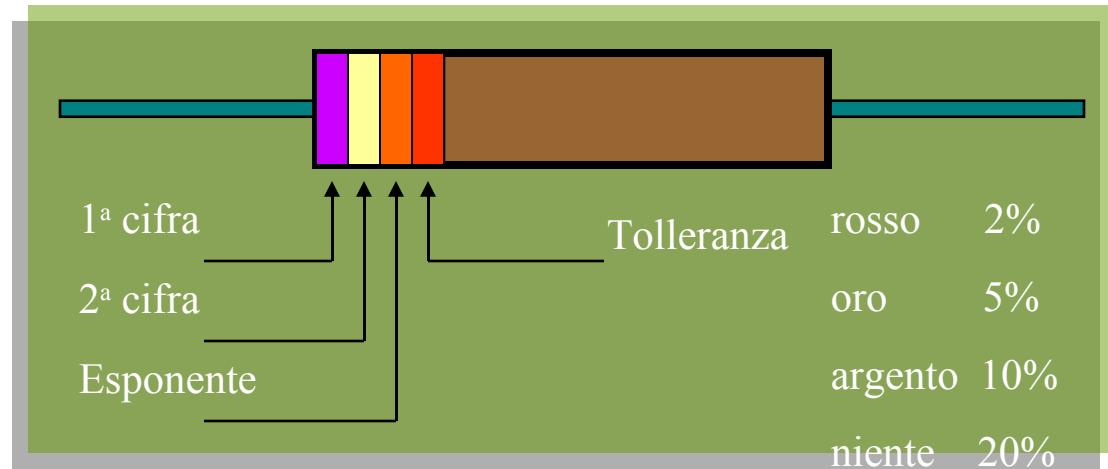 1ª cifra
2ª cifra
Esponente
Tolleranza
rosso 2%
oro 5%
argento 10%
niente 20%